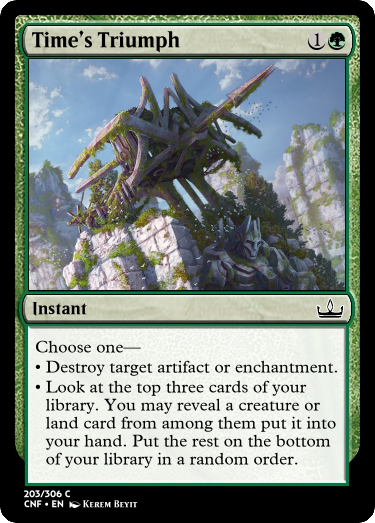 Time's Triumph 1
Instant
Choose one—
• Destroy target artifact or enchantment.
• Look at the top three cards of your
library. You may reveal a creature or
land card from among them put it into
your hand. Put the rest on the bottom
of your library in a random order.
203/306 C
CNF • EN Kerem Beyit